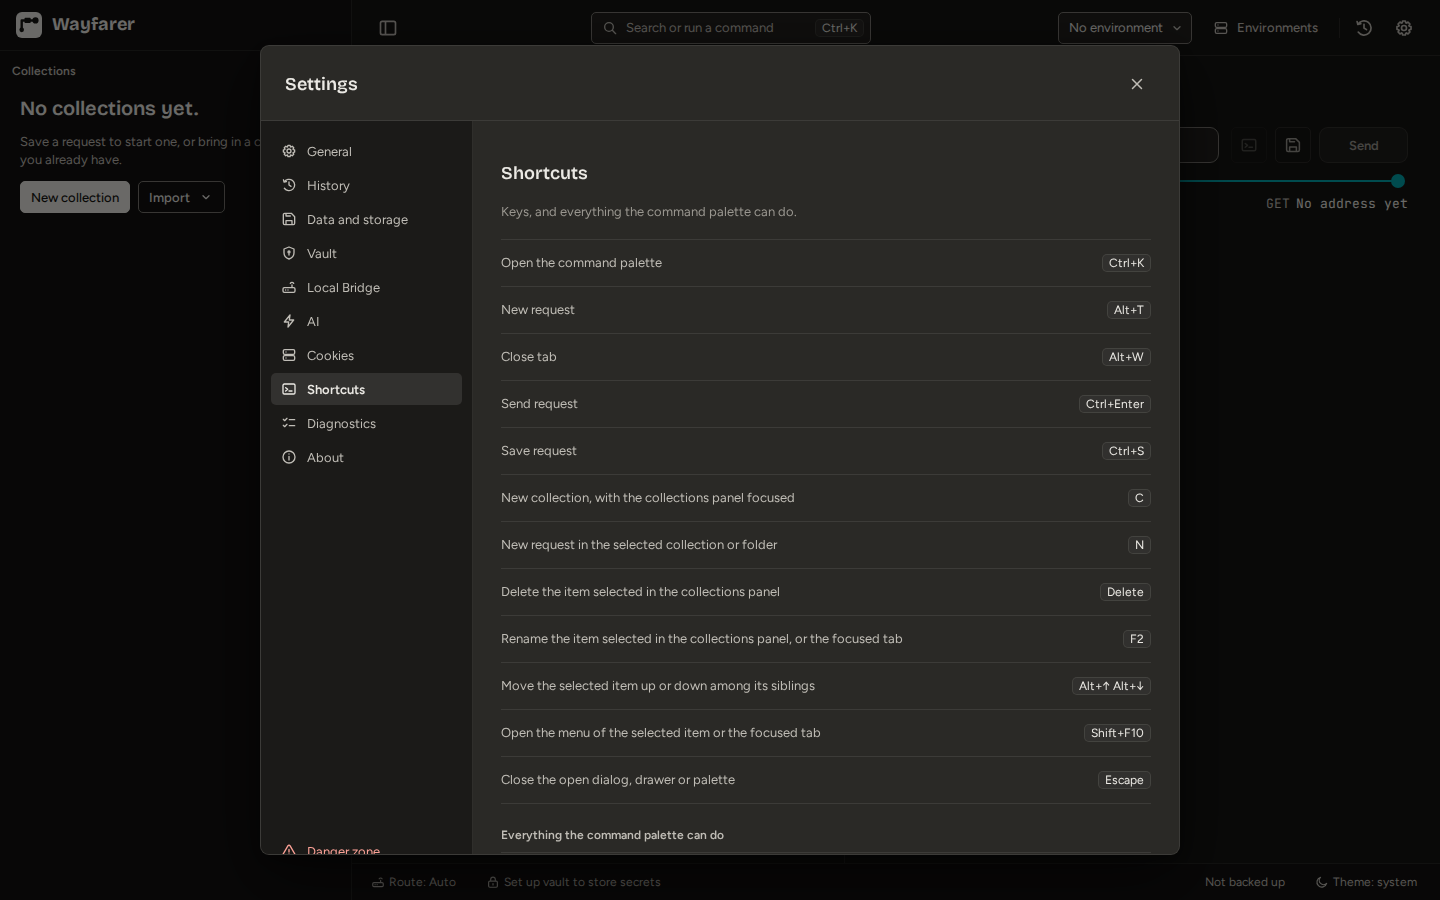 Wayfarer
Search or run a command
Ctrl+K
No environment
Environments
Collections
No collections yet.
Save a request to start one, or bring in a
you already have.
New collection
Import
Send
GET No address yet
Settings
General
History
Data and storage
Vault
Local Bridge
AI
Cookies
Shortcuts
Diagnostics
About
Danger zone
Shortcuts
Keys, and everything the command palette can do.
Open the command palette
Ctrl+K
New request
Alt+T
Close tab
Alt+W
Send request
Ctrl+Enter
Save request
Ctrl+S
New collection, with the collections panel focused
C
New request in the selected collection or folder
N
Delete the item selected in the collections panel
Delete
Rename the item selected in the collections panel, or the focused tab
F2
Move the selected item up or down among its siblings
Alt+↑ Alt+↓
Open the menu of the selected item or the focused tab
Shift+F10
Close the open dialog, drawer or palette
Escape
Everything the command palette can do
Route: Auto
Set up vault to store secrets
Not backed up
Theme: system